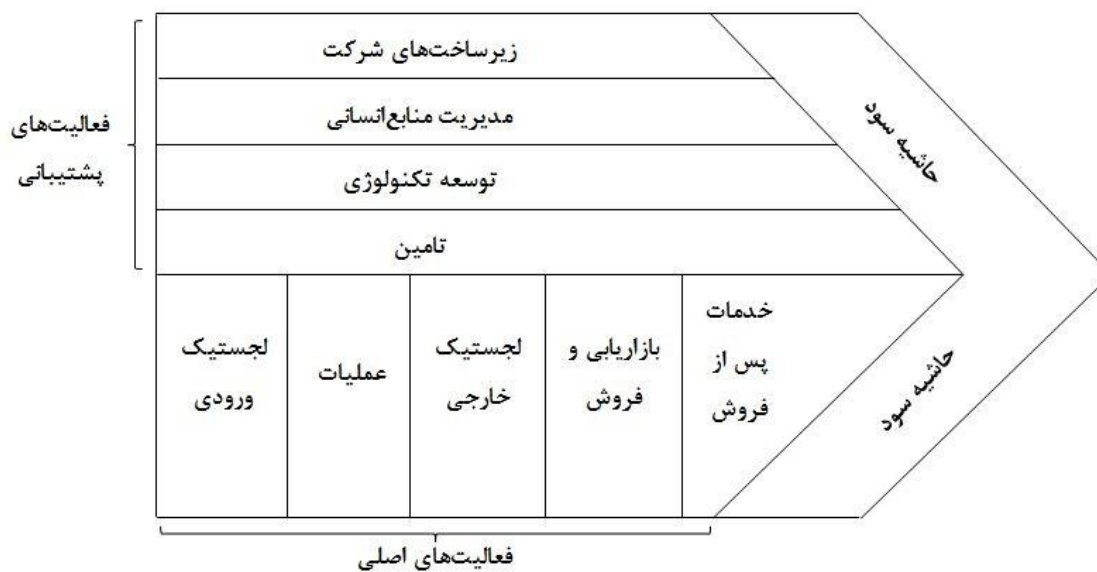 زیرساخت‌های شرکت
مدیریت منابع‌انسانی
توسعه تکنولوژی
تامین
فعالیت‌های
پشتیبانی
حاشیه سود
لجستیک
ورودی
عملیات
لجستیک
خارجی
بازاریابی و
فروش
خدمات
پس از
فروش
حاشیه سود
فعالیت‌های اصلی